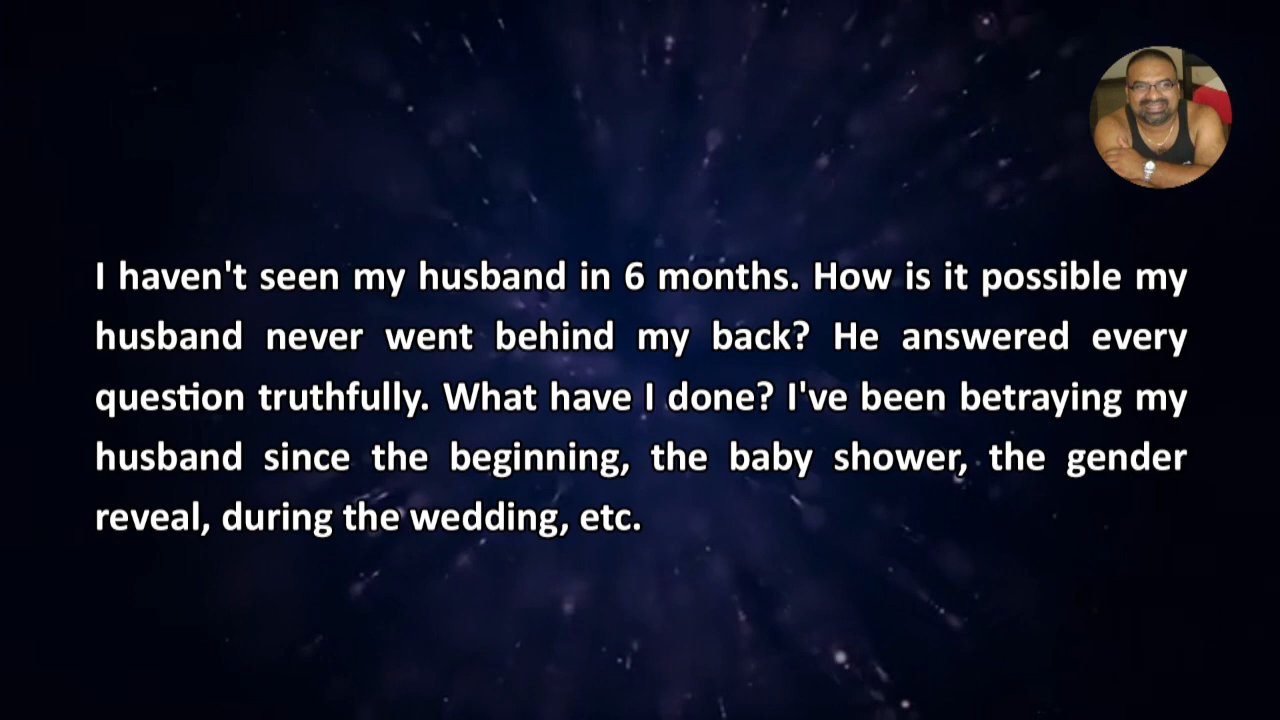 I haven't seen my husband in 6 months. How is it possible my
husband never went behind my back? He answered every
question truthfully. What have I done? I've been betraying my
husband since the beginning, the baby shower, the gender
reveal, during the wedding, etc.